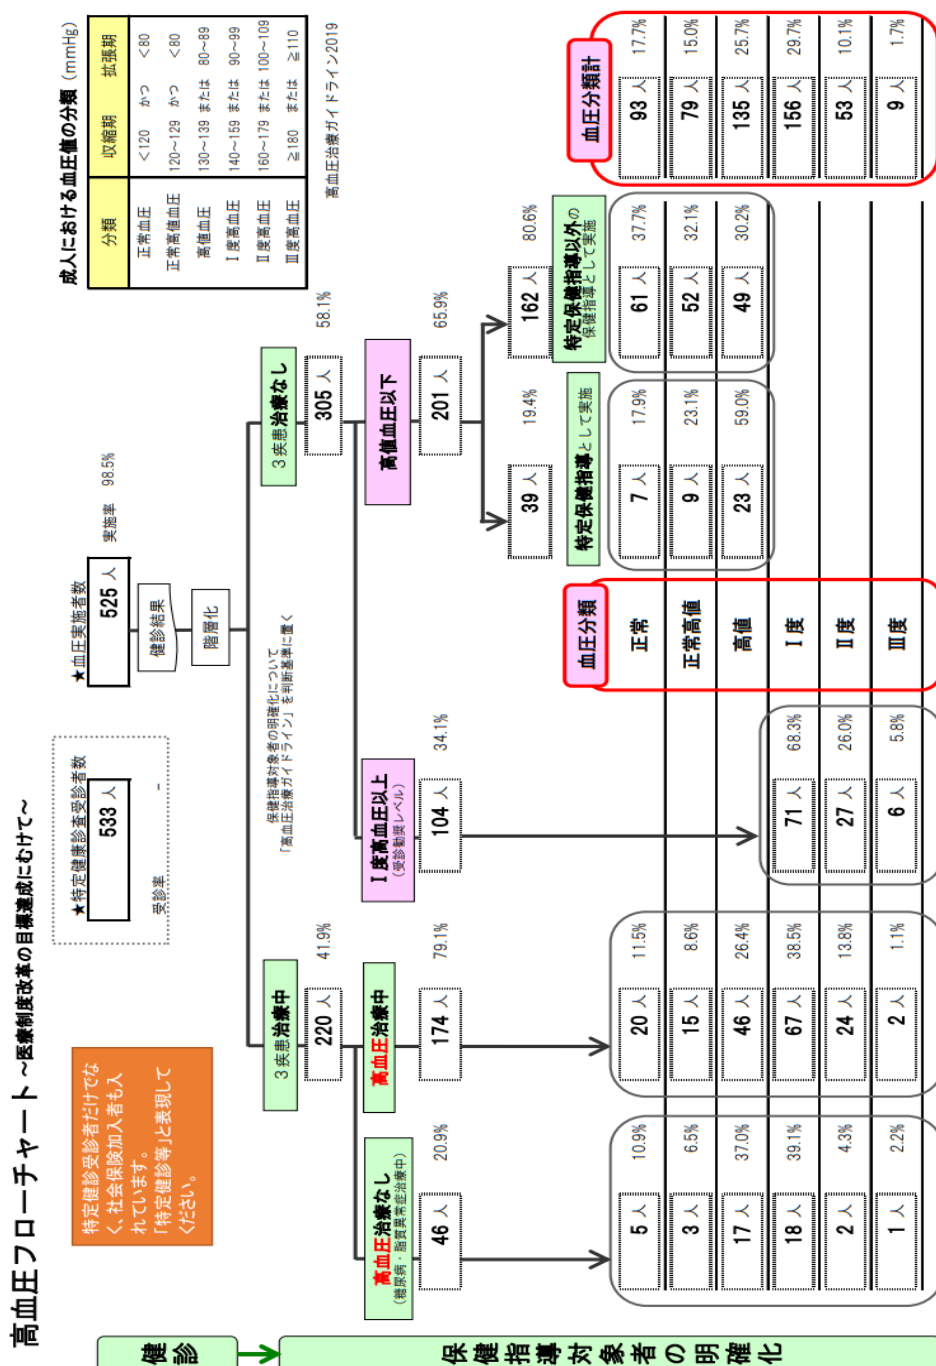 高血圧フローチャート ～医療制度改革の目標達成にむけて～
特定健診受診者だけでな
く、社会保険加入者も入
れています。
「特定健診等」と表現して
ください。
★特定健康診査受診者数
533 人
受診率 －
★血圧実施者数
525 人
実施率 98.5%
健診結果
階層化
成人における血圧値の分類 (mmHg)
分類 収縮期 拡張期
正常血圧 <120 かつ <80
正常高値血圧 120～129 かつ <80
高値血圧 130～139 または 80～89
Ⅰ度高血圧 140～159 または 90～99
Ⅱ度高血圧 160～179 または 100～109
Ⅲ度高血圧 ≧180 または ≧110
高血圧治療ガイドライン2019
健診
保健指導対象者の明確化
保健指導対象者の明確化について
「高血圧治療ガイドライン」を判断基準に置く
3疾患治療中
220 人 41.9%
3疾患治療なし
305 人 58.1%
高血圧治療なし
(糖尿病・脂質異常症治療中)
46 人 20.9%
高血圧治療中
174 人 79.1%
Ⅰ度高血圧以上
(受診勧奨レベル)
104 人 34.1%
高値血圧以下
201 人 65.9%
39 人 19.4%
162 人 80.6%
血圧分類
特定保健指導として実施
特定保健指導以外の
保健指導として実施
血圧分類計
5 人 10.9% 20 人 11.5% 正常 7 人 17.9% 61 人 37.7% 93 人 17.7%
3 人 6.5% 15 人 8.6% 正常高値 9 人 23.1% 52 人 32.1% 79 人 15.0%
17 人 37.0% 46 人 26.4% 高値 23 人 59.0% 49 人 30.2% 135 人 25.7%
18 人 39.1% 67 人 38.5% 71 人 68.3% Ⅰ度 156 人 29.7%
2 人 4.3% 24 人 13.8% 27 人 26.0% Ⅱ度 53 人 10.1%
1 人 2.2% 2 人 1.1% 6 人 5.8% Ⅲ度 9 人 1.7%